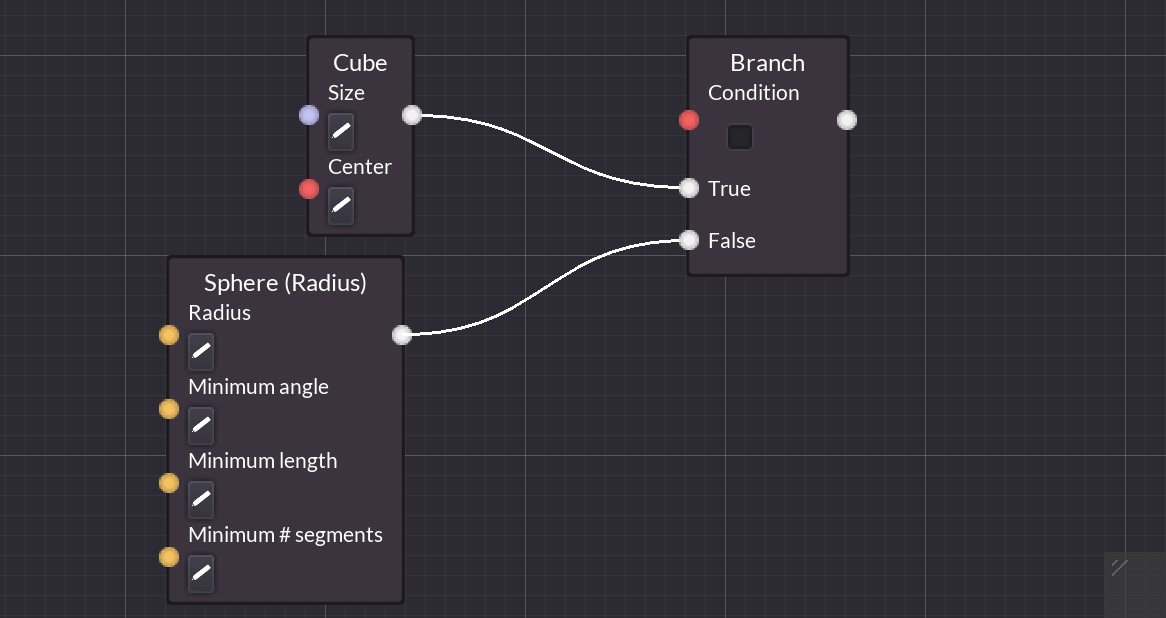 Cube
Size
Center
Branch
Condition
True
False
Sphere (Radius)
Radius
Minimum angle
Minimum length
Minimum # segments